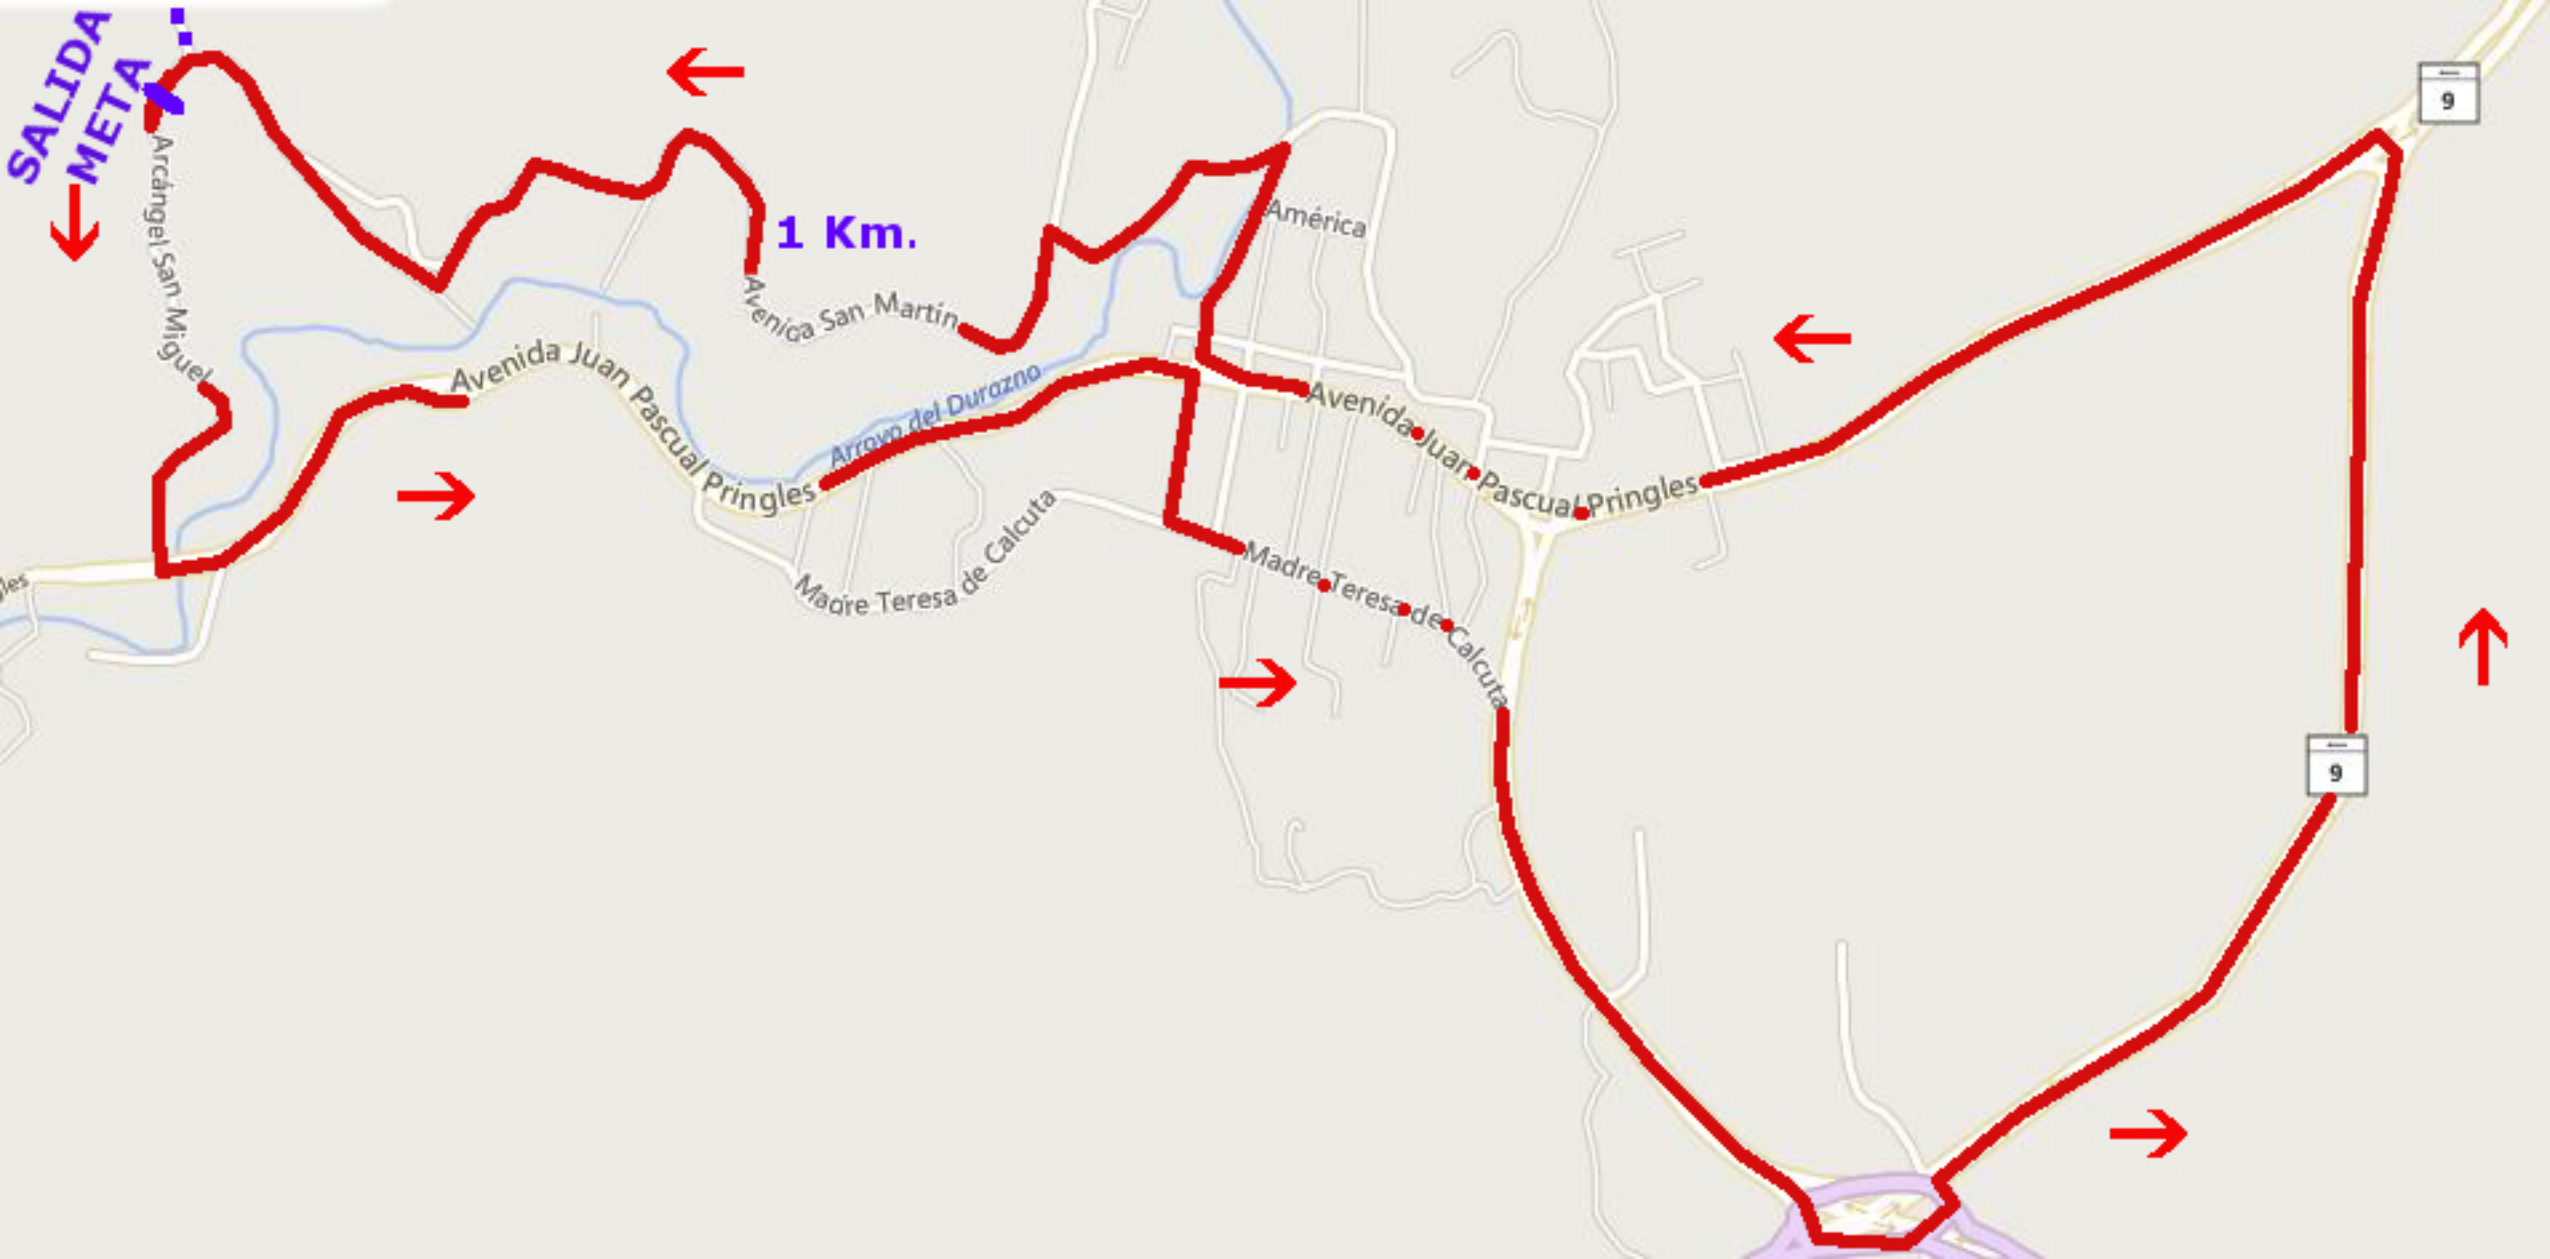 SALIDA
META
9
Arcángel San Miguel
América
1 Km.
Avenida San Martín
Avenida Juan Pascual Pringles
Arroyo del Durazno
Avenida Juan Pascual Pringles
Madre Teresa de Calcuta
Madre Teresa de Calcuta
9